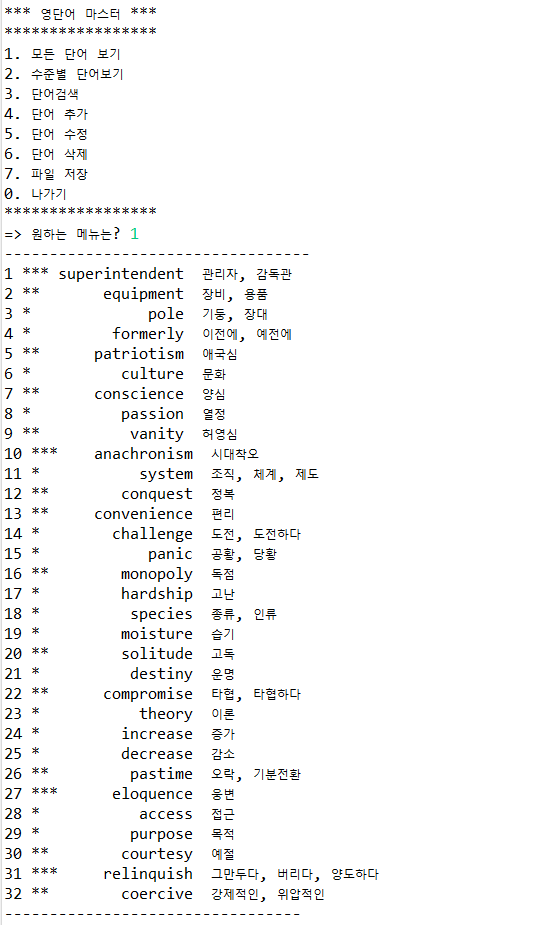 *** 영단어 마스터 ***
*****************
1. 모든 단어 보기
2. 수준별 단어보기
3. 단어검색
4. 단어 추가
5. 단어 수정
6. 단어 삭제
7. 파일 저장
0. 나가기
*****************
=> 원하는 메뉴는? 1
----------------------------------
1 *** superintendent 관리자, 감독관
2 ** equipment 장비, 용품
3 * pole 기둥, 장대
4 * formerly 이전에, 예전에
5 ** patriotism 애국심
6 * culture 문화
7 ** conscience 양심
8 * passion 열정
9 ** vanity 허영심
10 *** anachronism 시대착오
11 * system 조직, 체계, 제도
12 ** conquest 정복
13 ** convenience 편리
14 * challenge 도전, 도전하다
15 * panic 공황, 당황
16 ** monopoly 독점
17 * hardship 고난
18 * species 종류, 인류
19 * moisture 습기
20 ** solitude 고독
21 * destiny 운명
22 ** compromise 타협, 타협하다
23 * theory 이론
24 * increase 증가
25 * decrease 감소
26 ** pastime 오락, 기분전환
27 *** eloquence 웅변
28 * access 접근
29 * purpose 목적
30 ** courtesy 예절
31 *** relinquish 그만두다, 버리다, 양도하다
32 ** coercive 강제적인, 위압적인
---------------------------------